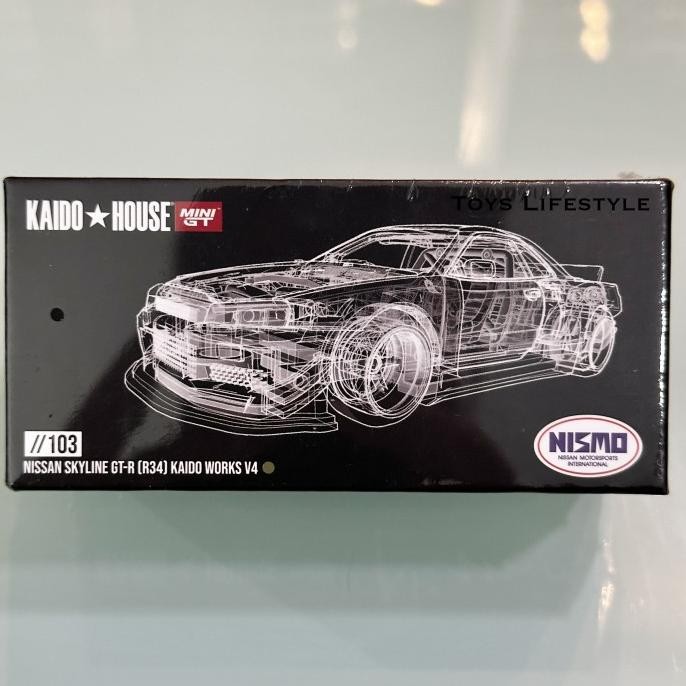 KAIDO★HOUSE MINI GT
TOYS LIFESTYLE
//103
NISSAN SKYLINE GT-R (R34) KAIDO WORKS V4
NISMO
NISSAN MOTORSPORTS
INTERNATIONAL